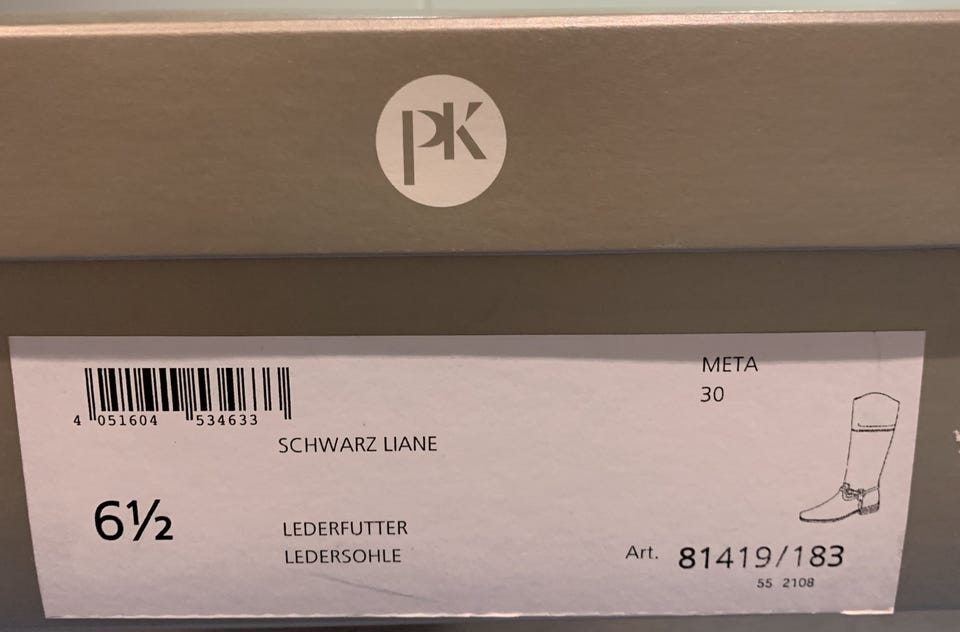 PK
META
30
4 051604 534633
SCHWARZ LIANE
6½
LEDERFUTTER
LEDERSOHLE
Art. 81419/183
55 2108